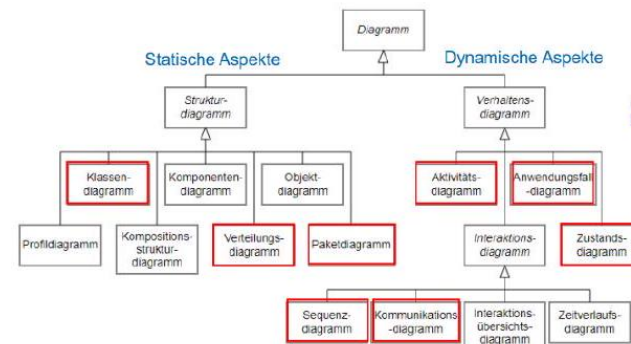 Diagramm
Statische Aspekte
Dynamische Aspekte
Struktur-
diagramm
Verhaltens-
diagramm
Klassen-
diagramm
Komponenten-
diagramm
Objekt-
diagramm
Aktivitäts-
diagramm
Anwendungsfall
-diagramm
Profildiagramm
Kompositions-
struktur-
diagramm
Verteilungs-
diagramm
Paketdiagramm
Interaktions-
diagramm
Zustands-
diagramm
Sequenz-
diagramm
Kommunikations
-diagramm
Interaktions-
übersichts-
diagramm
Zeitverlaufs-
diagramm